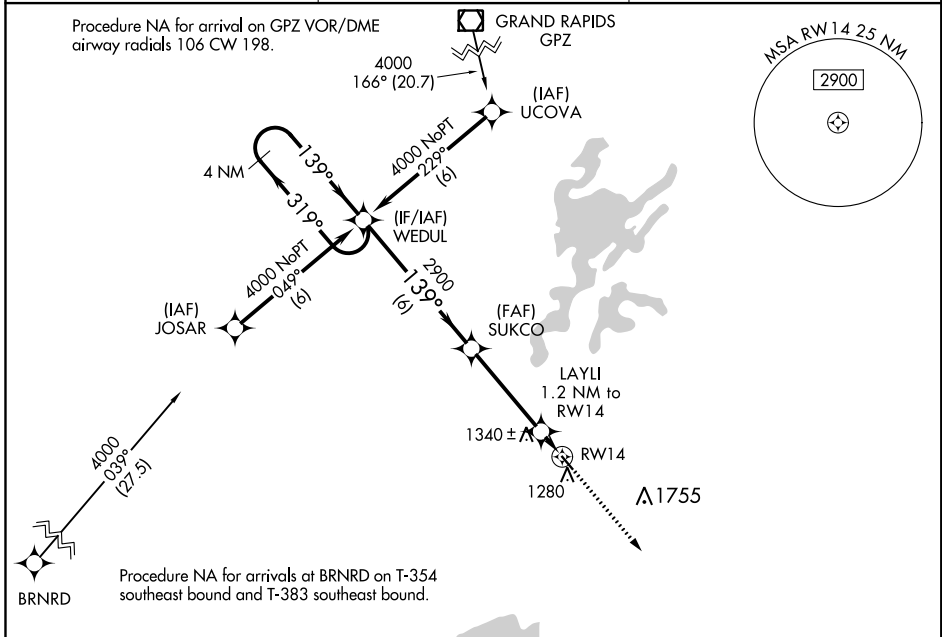 Procedure NA for arrival on GPZ VOR/DME
airway radials 106 CW 198.
GRAND RAPIDS
GPZ
4000
166° (20.7)
(IAF)
UCOVA
MSA RW14 25 NM
2900
4000 NoPT
229°
(6)
4 NM
139°
319°
(IF/IAF)
WEDUL
4000 NoPT
049°
(6)
2900
139°
(6)
(IAF)
JOSAR
(FAF)
SUKCO
LAYLI
1.2 NM to
RW14
1340 ±
RW14
1280
1755
4000
039°
(27.5)
BRNRD
Procedure NA for arrivals at BRNRD on T-354
southeast bound and T-383 southeast bound.